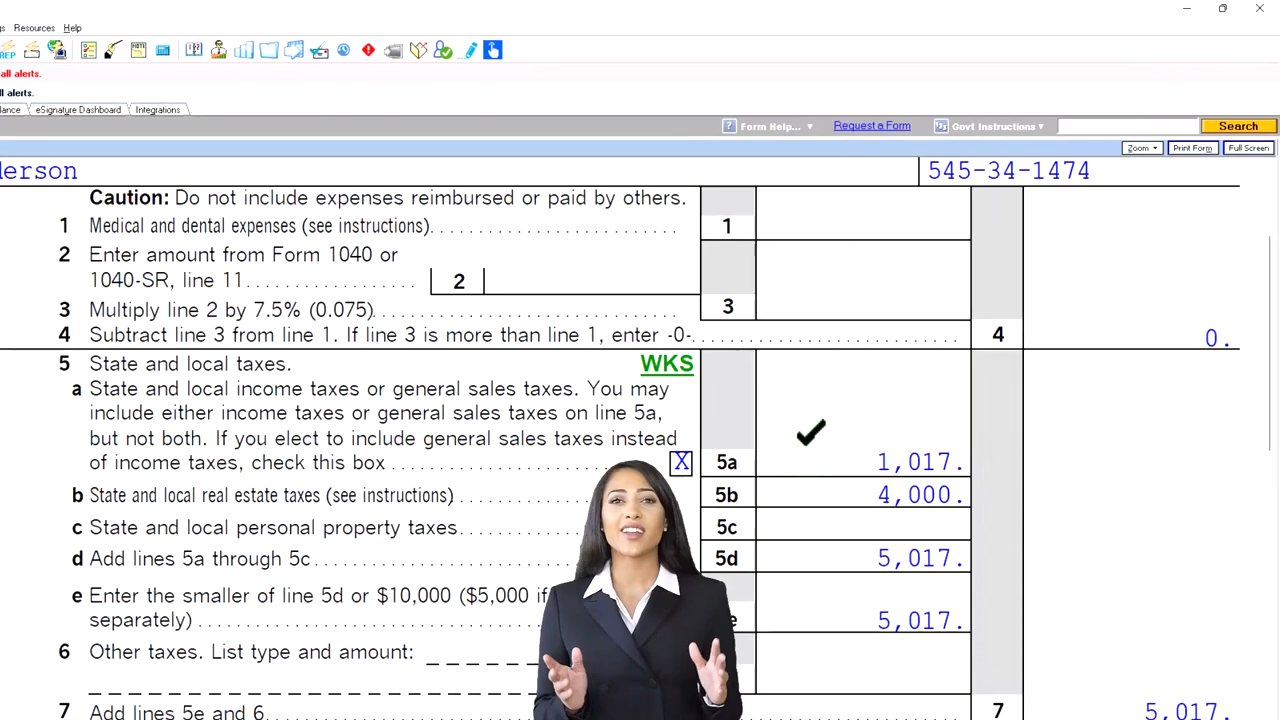 gs Resources Help
all alerts.
ll alerts.
lance eSignature Dashboard Integrations
? Form Help... Request a Form Govt Instructions Search
Zoom Print Form Full Screen
erson 545-34-1474
Caution: Do not include expenses reimbursed or paid by others.
1 Medical and dental expenses (see instructions) 1
2 Enter amount from Form 1040 or
1040-SR, line 11 2
3 Multiply line 2 by 7.5% (0.075) 3
4 Subtract line 3 from line 1. If line 3 is more than line 1, enter -0- 4 0.
5 State and local taxes. WKS
a State and local income taxes or general sales taxes. You may
include either income taxes or general sales taxes on line 5a,
but not both. If you elect to include general sales taxes instead
of income taxes, check this box X 5a 1,017.
b State and local real estate taxes (see instructions) 5b 4,000.
c State and local personal property taxes 5c
d Add lines 5a through 5c 5d 5,017.
e Enter the smaller of line 5d or $10,000 ($5,000 if
separately) e 5,017.
6 Other taxes. List type and amount:
7 Add lines 5e and 6 7 5,017.